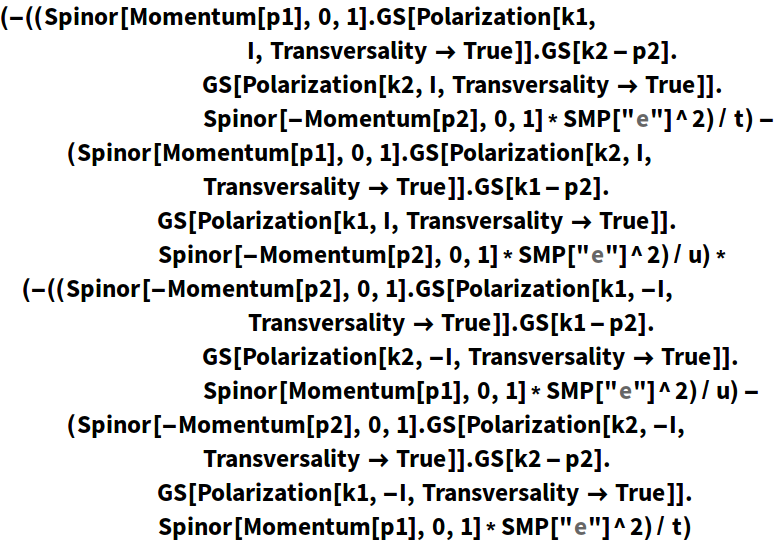 (−((Spinor[Momentum[p1], 0, 1].GS[Polarization[k1,
I, Transversality → True]].GS[k2 − p2].
GS[Polarization[k2, I, Transversality → True]].
Spinor[−Momentum[p2], 0, 1] * SMP["e"] ^ 2) / t) −
(Spinor[Momentum[p1], 0, 1].GS[Polarization[k2, I,
Transversality → True]].GS[k1 − p2].
GS[Polarization[k1, I, Transversality → True]].
Spinor[−Momentum[p2], 0, 1] * SMP["e"] ^ 2) / u) *
(−((Spinor[−Momentum[p2], 0, 1].GS[Polarization[k1, −I,
Transversality → True]].GS[k1 − p2].
GS[Polarization[k2, −I, Transversality → True]].
Spinor[Momentum[p1], 0, 1] * SMP["e"] ^ 2) / u) −
(Spinor[−Momentum[p2], 0, 1].GS[Polarization[k2, −I,
Transversality → True]].GS[k2 − p2].
GS[Polarization[k1, −I, Transversality → True]].
Spinor[Momentum[p1], 0, 1] * SMP["e"] ^ 2) / t)